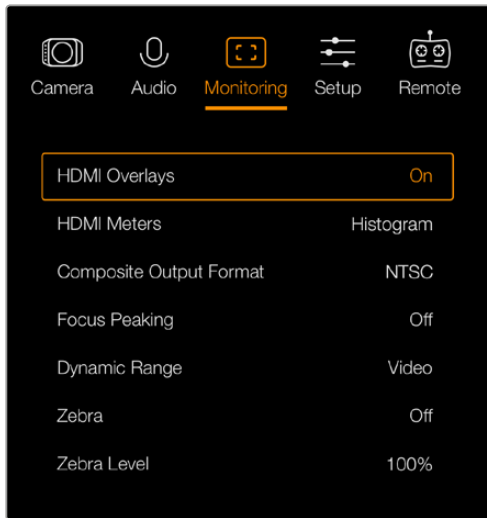 Camera Audio Monitoring Setup Remote
HDMI Overlays On
HDMI Meters Histogram
Composite Output Format NTSC
Focus Peaking Off
Dynamic Range Video
Zebra Off
Zebra Level 100%